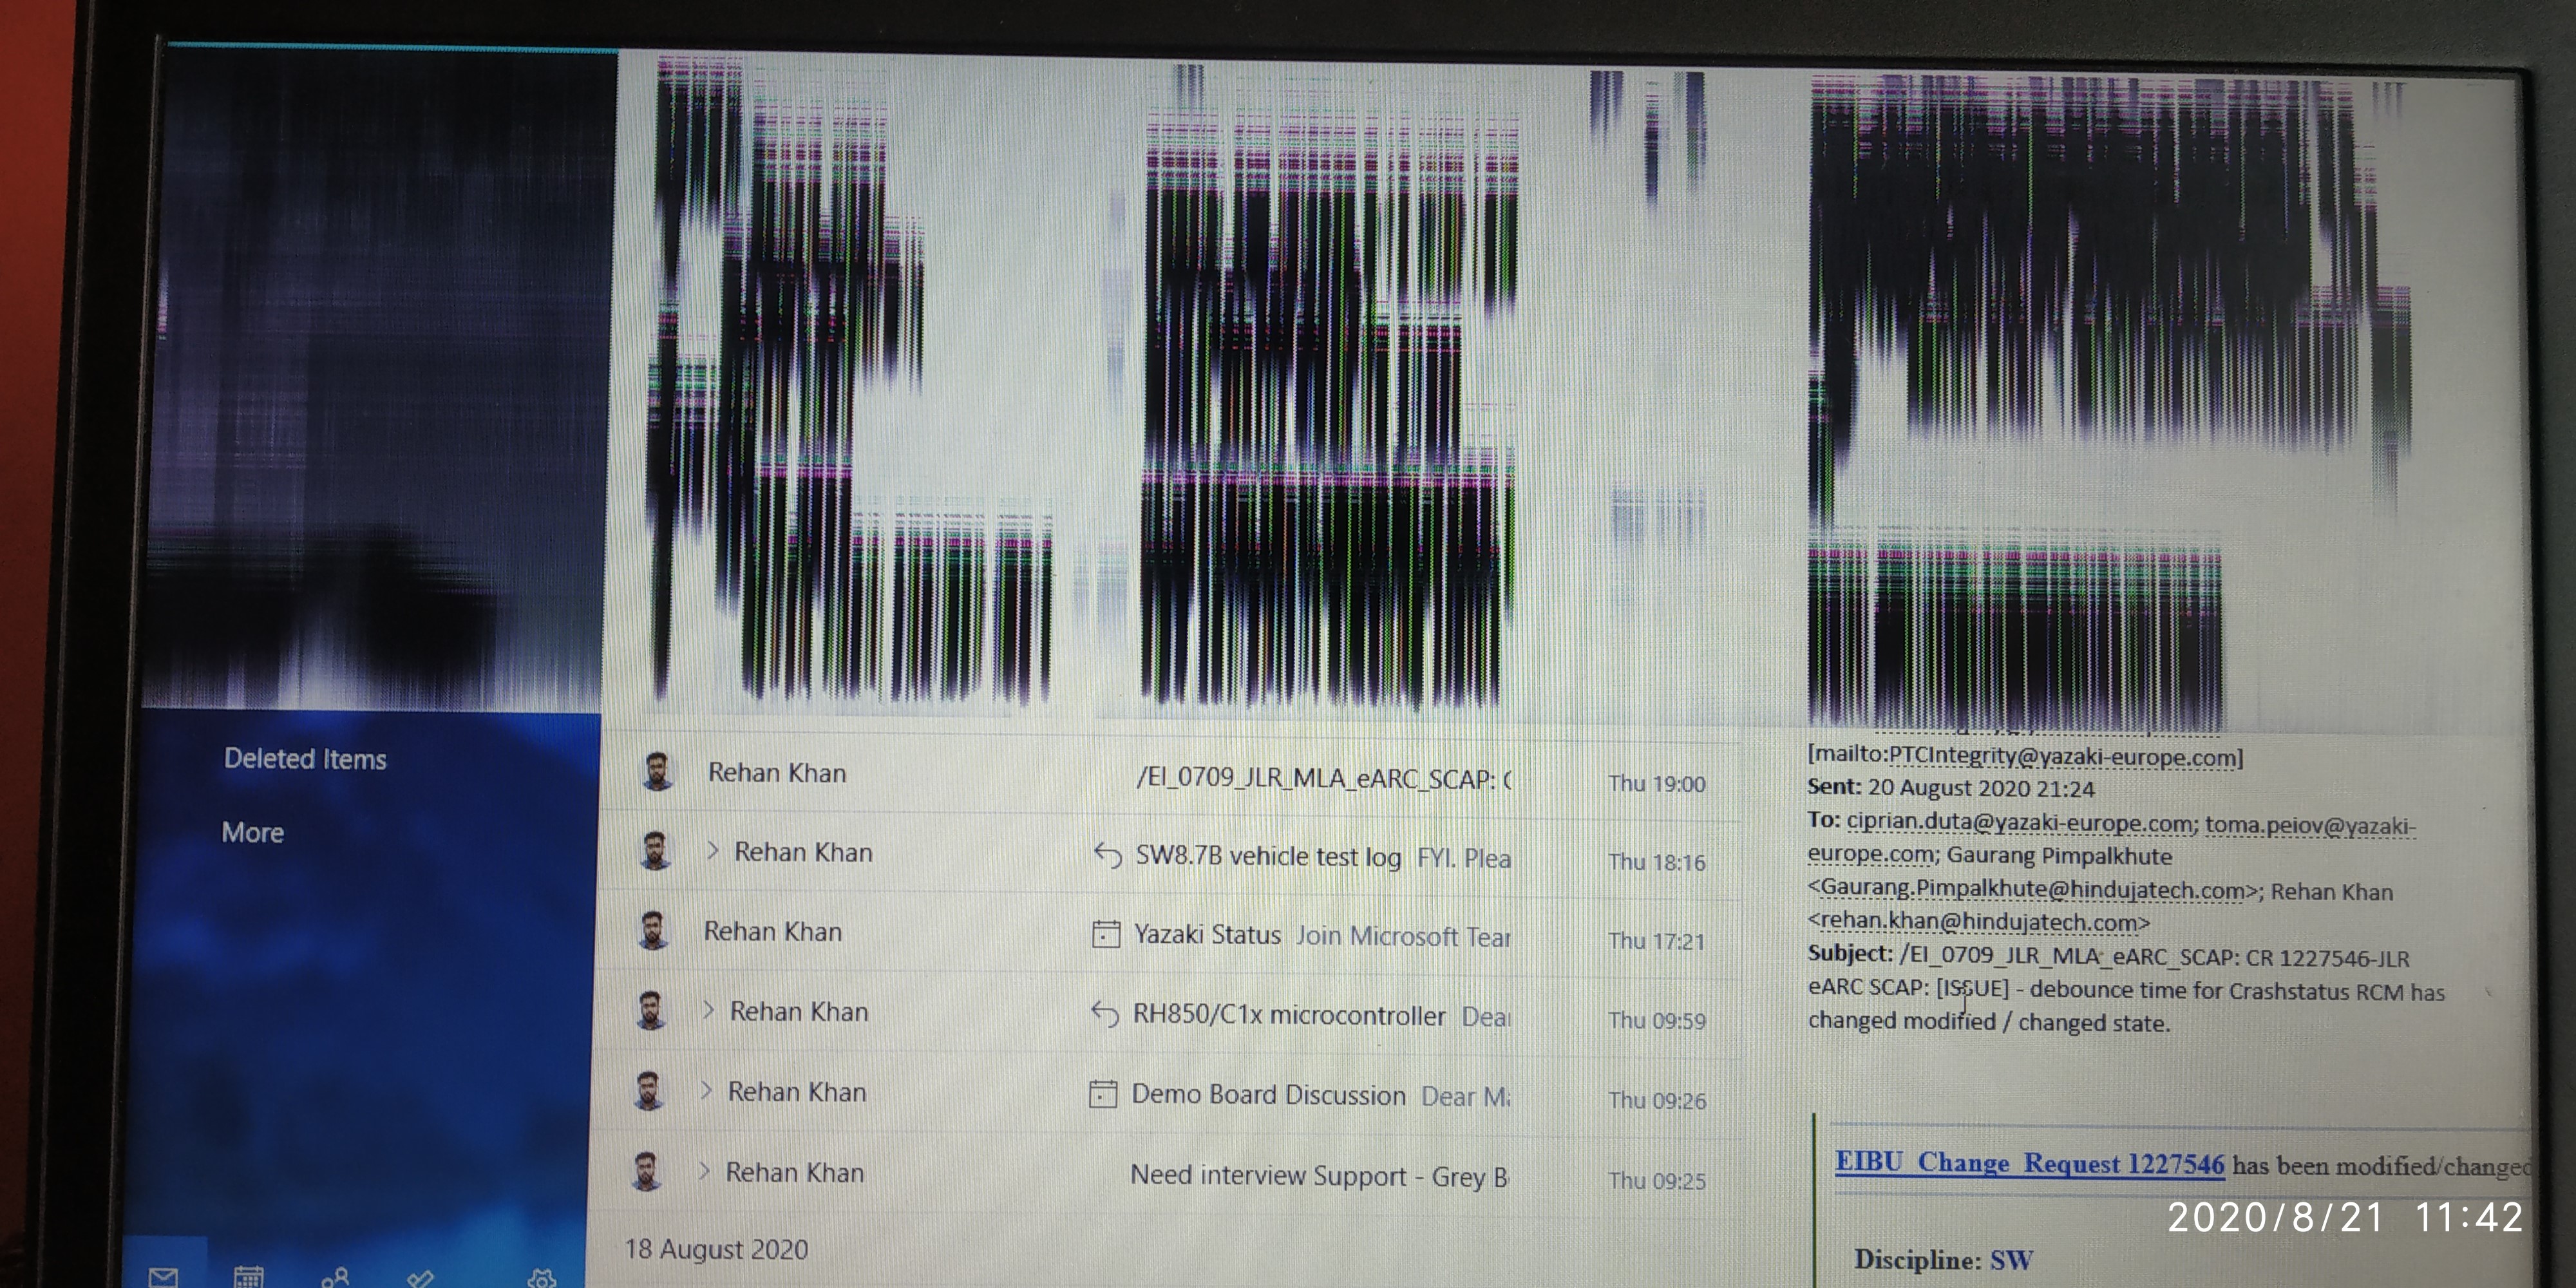 Deleted Items
More
Rehan Khan /EI_0709_JLR_MLA_eARC_SCAP: Thu 19:00
Rehan Khan SW8.7B vehicle test log FYI. Plea Thu 18:16
Rehan Khan Yazaki Status Join Microsoft Tear Thu 17:21
Rehan Khan RH850/C1x microcontroller Dear Thu 09:59
Rehan Khan Demo Board Discussion Dear Ma Thu 09:26
Rehan Khan Need interview Support - Grey B Thu 09:25
18 August 2020
[mailto:PTCIntegrity@yazaki-europe.com]
Sent: 20 August 2020 21:24
To: ciprian.duta@yazaki-europe.com; toma.peiov@yazaki-
europe.com; Gaurang Pimpalkhute
<Gaurang.Pimpalkhute@hindujatech.com>; Rehan Khan
<rehan.khan@hindujatech.com>
Subject: /EI_0709_JLR_MLA_eARC_SCAP: CR 1227546-JLR
eARC SCAP: [ISSUE] - debounce time for Crashstatus RCM has
changed modified / changed state.
EIBU Change Request 1227546 has been modified/changed
Discipline: SW
2020/8/21 11:42